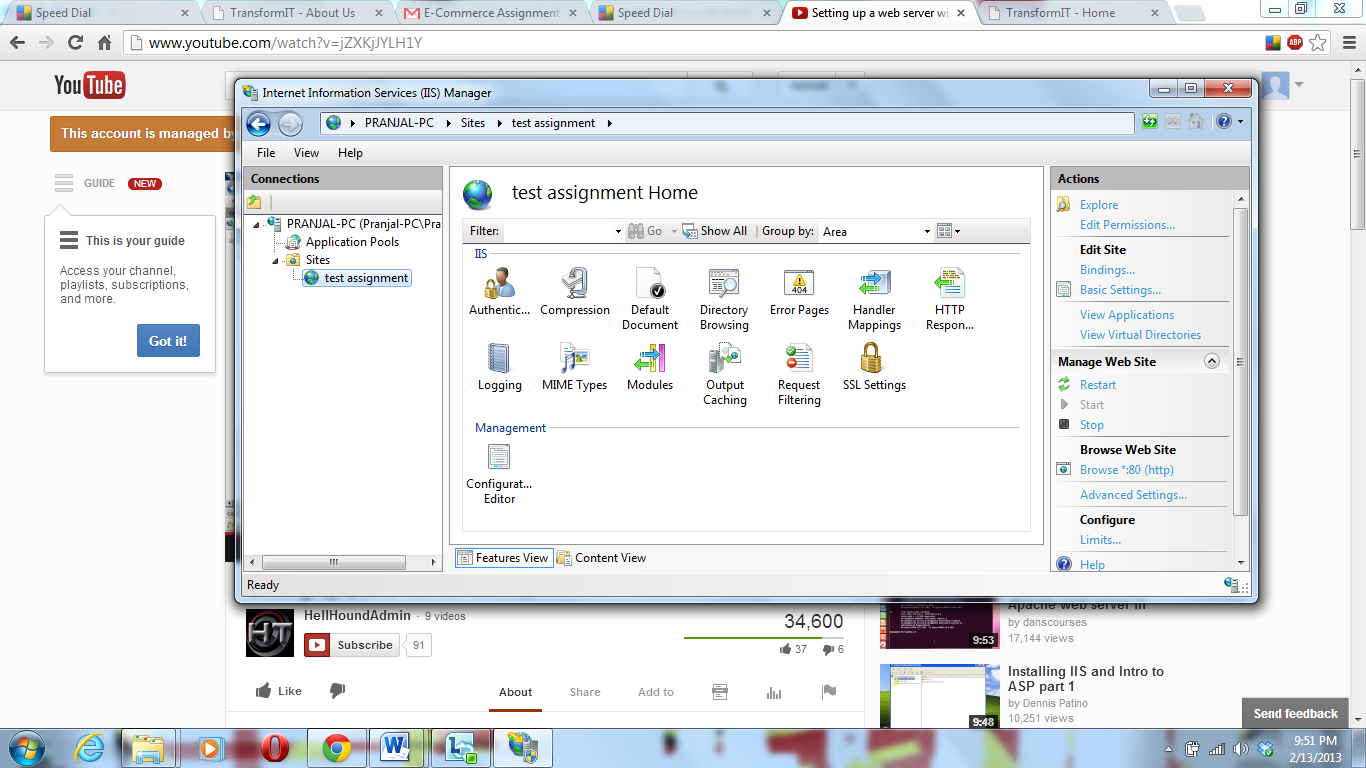 Speed Dial
TransformIT - About Us
E-Commerce Assignment
Speed Dial
Setting up a web server wi
TransformIT - Home
www.youtube.com/watch?v=jZXKjJYLH1Y
ABP
YouTube
This account is managed by
GUIDE NEW
This is your guide
Access your channel,
playlists, subscriptions,
and more.
Got it!
Internet Information Services (IIS) Manager
PRANJAL-PC
Sites
test assignment
File View Help
Connections
PRANJAL-PC (Pranjal-PC\Pra
Application Pools
Sites
test assignment
test assignment Home
Filter: Go Show All Group by: Area
IIS
Authentic...
Compression
Default
Document
Directory
Browsing
404
Error Pages
Handler
Mappings
HTTP
Respon...
Logging
MIME Types
Modules
Output
Caching
Request
Filtering
SSL Settings
Management
Configurat...
Editor
Features View Content View
Actions
Explore
Edit Permissions...
Edit Site
Bindings...
Basic Settings...
View Applications
View Virtual Directories
Manage Web Site
Restart
Start
Stop
Browse Web Site
Browse *:80 (http)
Advanced Settings...
Configure
Limits...
Help
Ready
HellHoundAdmin · 9 videos
Subscribe 91
34,600
37 6
Like
About Share Add to
Apache web server in
by danscourses
17,144 views
9:53
Installing IIS and Intro to
ASP part 1
by Dennis Patino
10,251 views
9:48
Send feedback
9:51 PM
2/13/2013